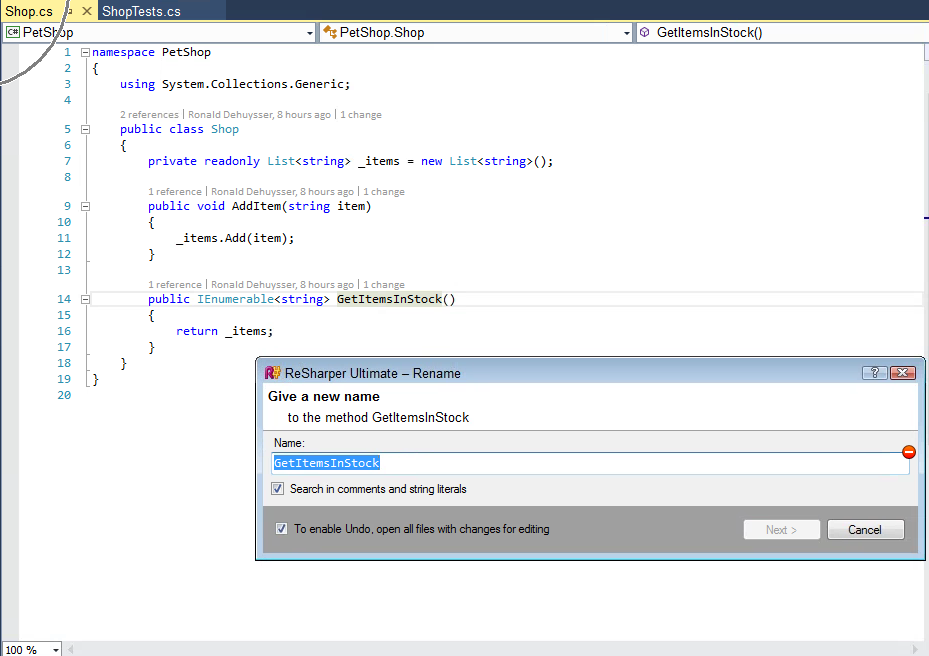 Shop.cs ShopTests.cs
C# PetShop PetShop.Shop GetItemsInStock()
1 namespace PetShop
2 {
3 using System.Collections.Generic;
4
2 references | Ronald Dehuysser, 8 hours ago | 1 change
5 public class Shop
6 {
7 private readonly List<string> _items = new List<string>();
8
1 reference | Ronald Dehuysser, 8 hours ago | 1 change
9 public void AddItem(string item)
10 {
11 _items.Add(item);
12 }
13
1 reference | Ronald Dehuysser, 8 hours ago | 1 change
14 public IEnumerable<string> GetItemsInStock()
15 {
16 return _items;
17 }
18 }
19 }
20
ReSharper Ultimate – Rename ?
Give a new name
to the method GetItemsInStock
Name:
GetItemsInStock
Search in comments and string literals
To enable Undo, open all files with changes for editing Next > Cancel
100 %